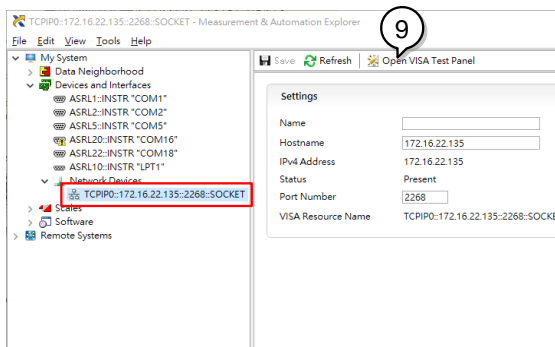 TCPIP0::172.16.22.135::2268::SOCKET - Measurement & Automation Explorer
9
File Edit View Tools Help
My System
Data Neighborhood
Devices and Interfaces
ASRL1::INSTR "COM1"
ASRL2::INSTR "COM2"
ASRL5::INSTR "COM5"
ASRL20::INSTR "COM16"
ASRL22::INSTR "COM18"
ASRL10::INSTR "LPT1"
Network Devices
TCPIP0::172.16.22.135::2268::SOCKET
Scales
Software
Remote Systems
Save Refresh Open VISA Test Panel
Settings
Name
Hostname 172.16.22.135
IPv4 Address 172.16.22.135
Status Present
Port Number 2268
VISA Resource Name TCPIP0::172.16.22.135::2268::SOCKE